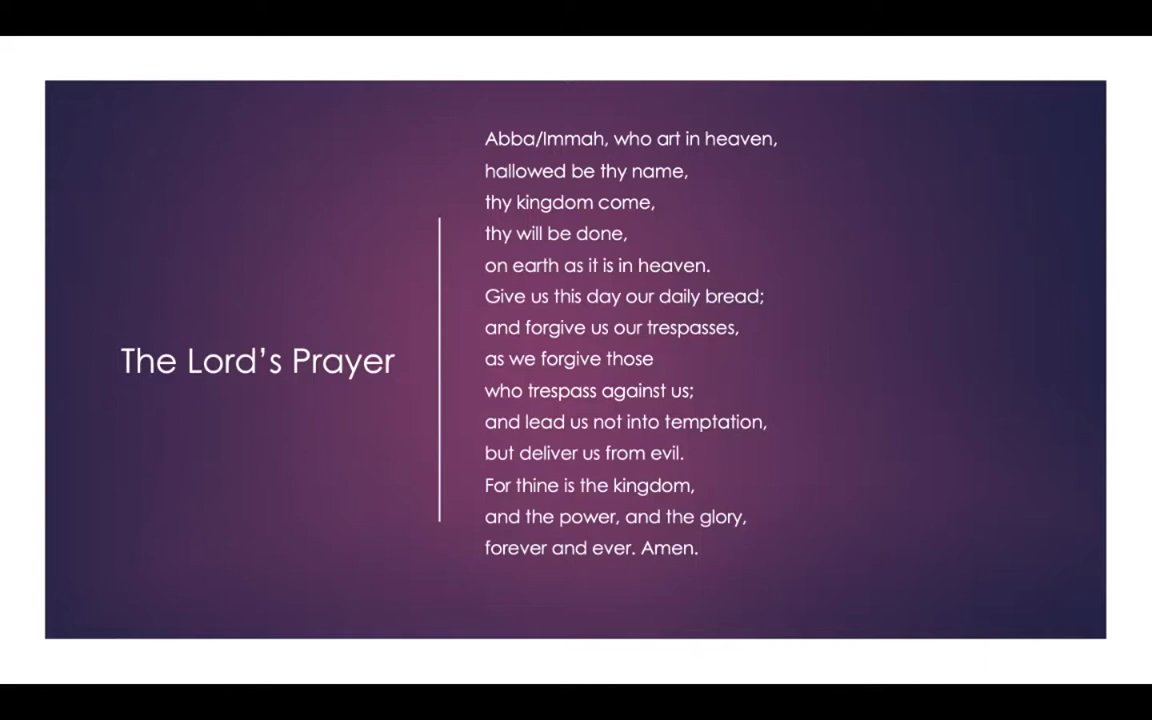 The Lord's Prayer
Abba/Immah, who art in heaven,
hallowed be thy name,
thy kingdom come,
thy will be done,
on earth as it is in heaven.
Give us this day our daily bread;
and forgive us our trespasses,
as we forgive those
who trespass against us;
and lead us not into temptation,
but deliver us from evil.
For thine is the kingdom,
and the power, and the glory,
forever and ever. Amen.